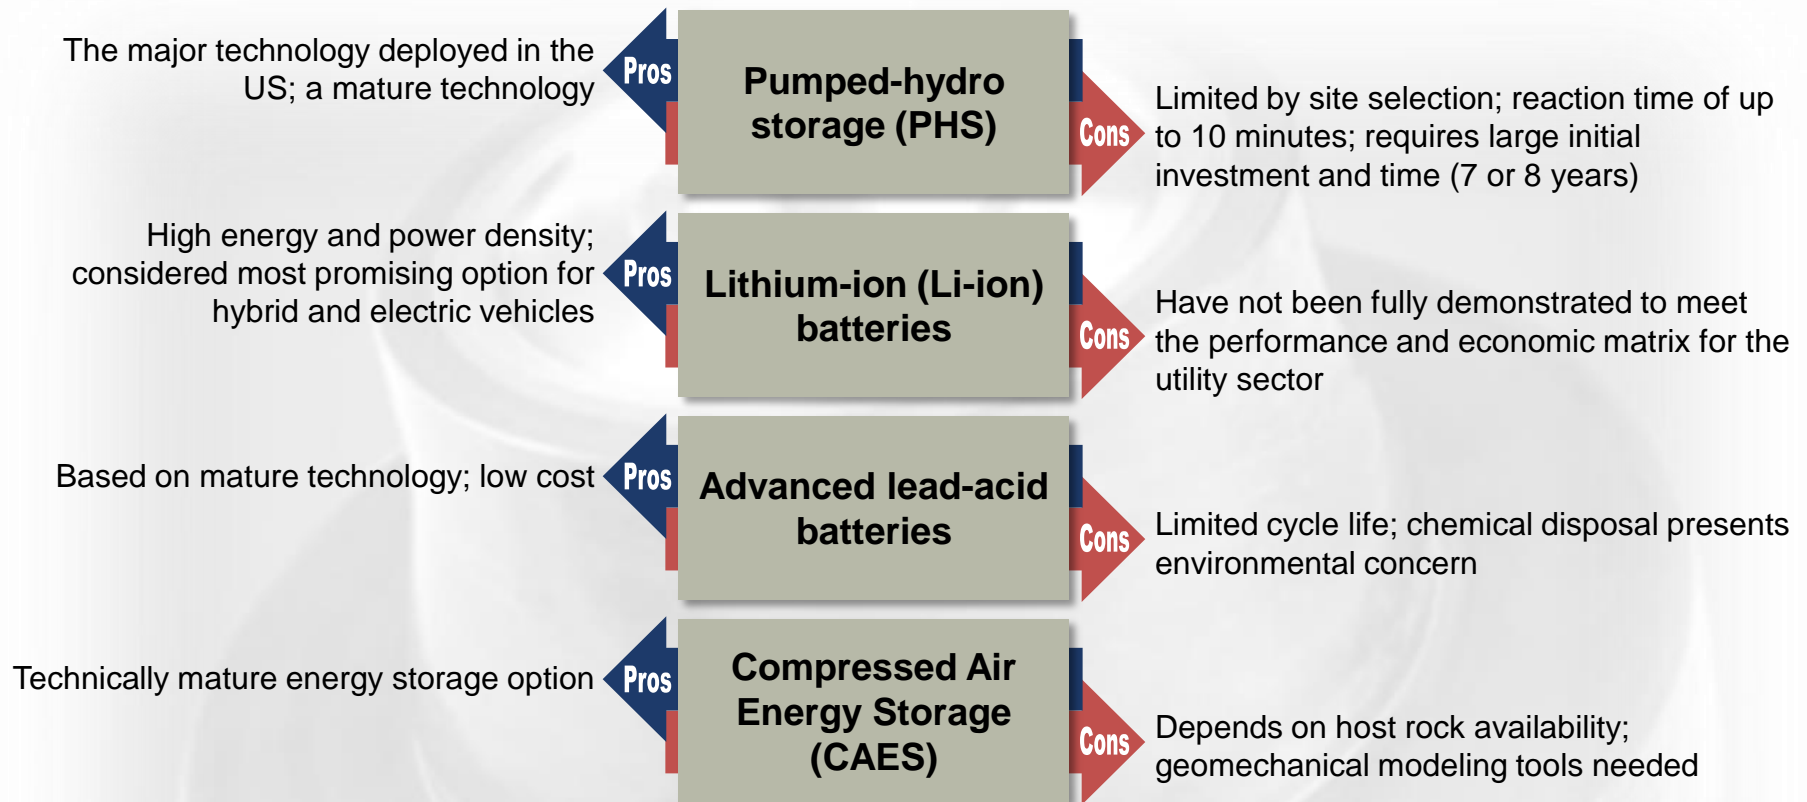 The major technology deployed in the
US; a mature technology
Pros
Pumped-hydro
storage (PHS)
Cons
Limited by site selection; reaction time of up
to 10 minutes; requires large initial
investment and time (7 or 8 years)
High energy and power density;
considered most promising option for
hybrid and electric vehicles
Pros
Lithium-ion (Li-ion)
batteries
Cons
Have not been fully demonstrated to meet
the performance and economic matrix for the
utility sector
Based on mature technology; low cost
Pros
Advanced lead-acid
batteries
Cons
Limited cycle life; chemical disposal presents
environmental concern
Technically mature energy storage option
Pros
Compressed Air
Energy Storage
(CAES)
Cons
Depends on host rock availability;
geomechanical modeling tools needed